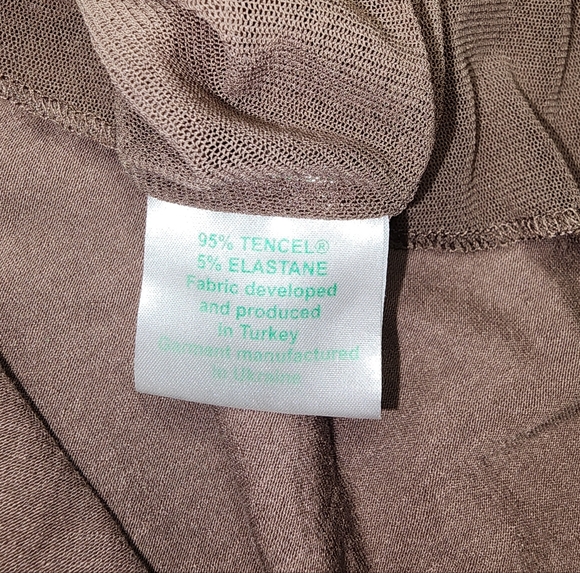 95% TENCEL®
5% ELASTANE
Fabric developed
and produced
in Turkey
Garment manufactured
in Ukraine